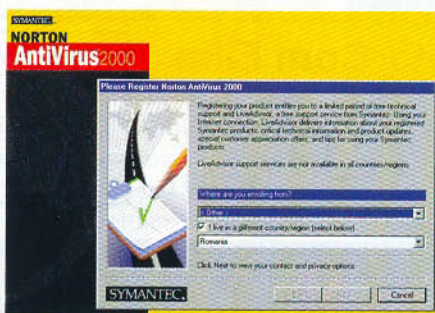 SYMANTEC.
NORTON
AntiVirus 2000
Please Register Norton AntiVirus 2000
Registering your product entitles you to a limited period of free technical
support and LiveAdvisor, a free support service from Symantec. Using your
Internet connection, LiveAdvisor delivers information about your registered
Symantec products, critical technical information and product updates,
special customer appreciation offers, and tips for using your Symantec
products.
LiveAdvisor support services are not available in all countries/regions.
Where are you enrolling from?
I live in a different country/region (select below)
Romania
Click Next to view your contact and privacy options
SYMANTEC.
Cancel